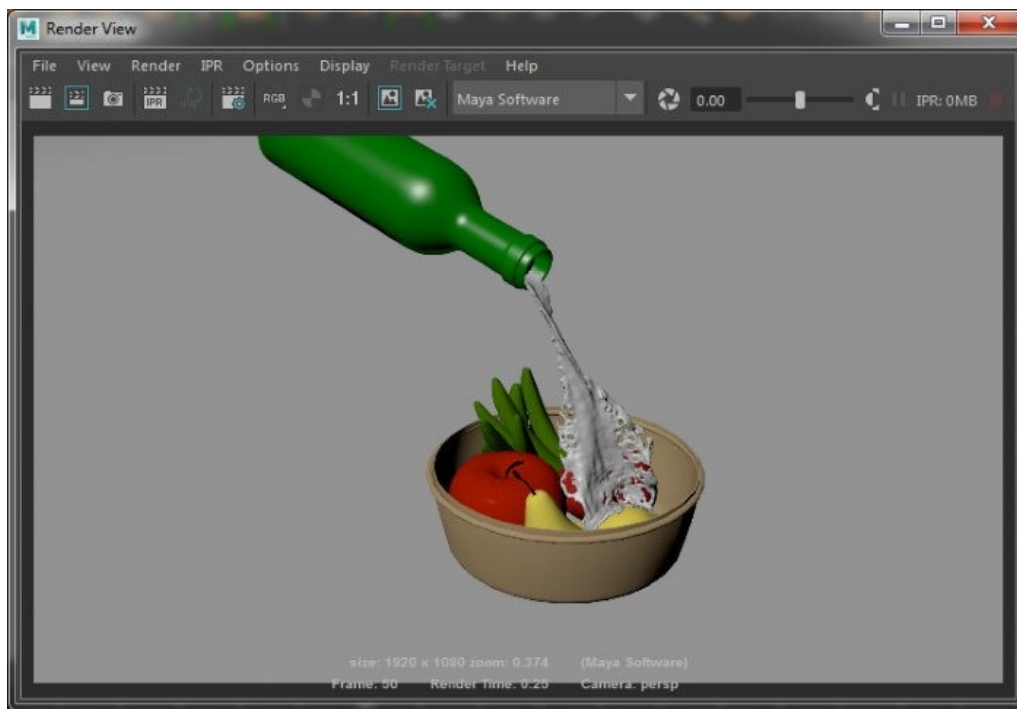 Render View
File View Render IPR Options Display Render Target Help
IPR RGB 1:1 Maya Software 0.00 IPR: 0MB
size: 1920 x 1080 zoom: 0.374 (Maya Software)
Frame: 50 Render Time: 0:25 Camera: persp